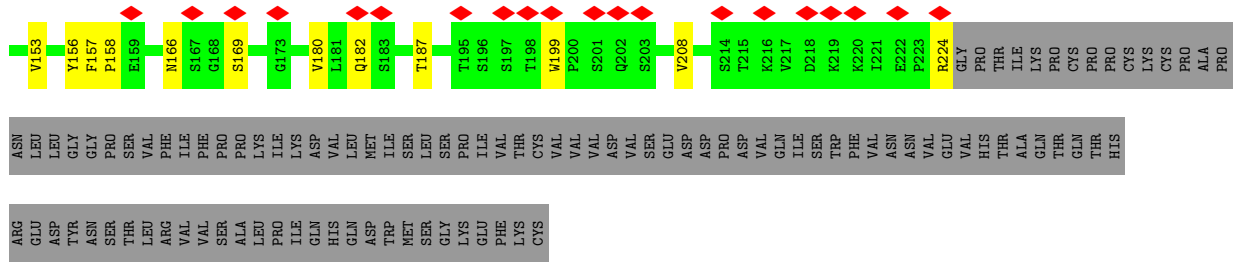 V153 Y156 F157 P158 E159 N166 S167 G168 S169 G173 V180 L181 Q182 S183 T187 T195 S196 S197 T198 W199 P200 S201 Q202 S203 V208 S214 T215 K216 V217 D218 K219 K220 I221 E222 P223 R224 GLY PRO THR ILE LYS PRO CYS PRO PRO CYS LYS CYS PRO ALA PRO
ASN LEU LEU GLY GLY PRO SER VAL PHE ILE PHE PRO PRO LYS ILE LYS ASP VAL LEU MET ILE SER LEU SER PRO ILE VAL THR CYS VAL VAL VAL ASP VAL SER GLU ASP ASP PRO ASP VAL GLN ILE SER TRP PHE VAL ASN ASN VAL GLU VAL HIS THR ALA GLN THR GLN THR HIS
ARG GLU ASP TYR ASN SER THR LEU ARG VAL VAL SER ALA LEU PRO ILE GLN HIS GLN ASP TRP MET SER GLY LYS GLU PHE LYS CYS